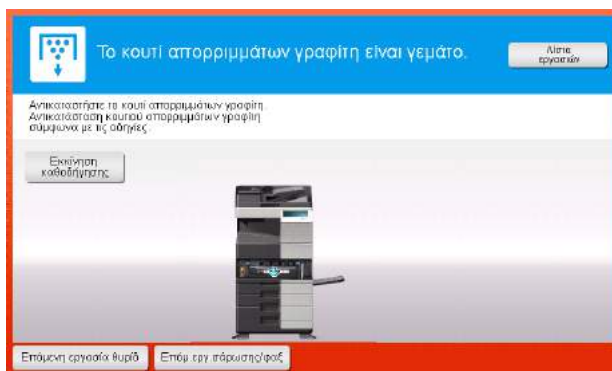 Το κουτί απορριμμάτων γραφίτη είναι γεμάτο.
Λίστα
εργασιών
Αντικαταστήστε το κουτί απορριμμάτων γραφίτη.
Αντικατάσταση κουτιού απορριμμάτων γραφίτη
σύμφωνα με τις οδηγίες.
Εκκίνηση
καθοδήγησης
Επόμενη εργασία θυρίδ
Επόμ εργ σάρωσης/φαξ